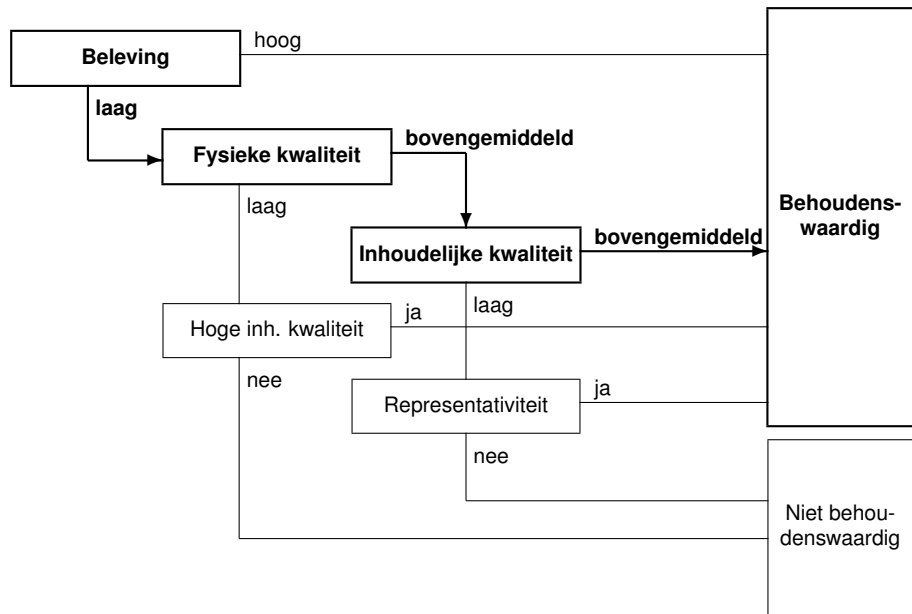 hoog
Beleving
laag
bovengemiddeld
Fysieke kwaliteit
laag
Behoudens-
waardig
bovengemiddeld
Inhoudelijke kwaliteit
laag
ja
Hoge inh. kwaliteit
nee
ja
Representativiteit
nee
Niet behou-
denswaardig